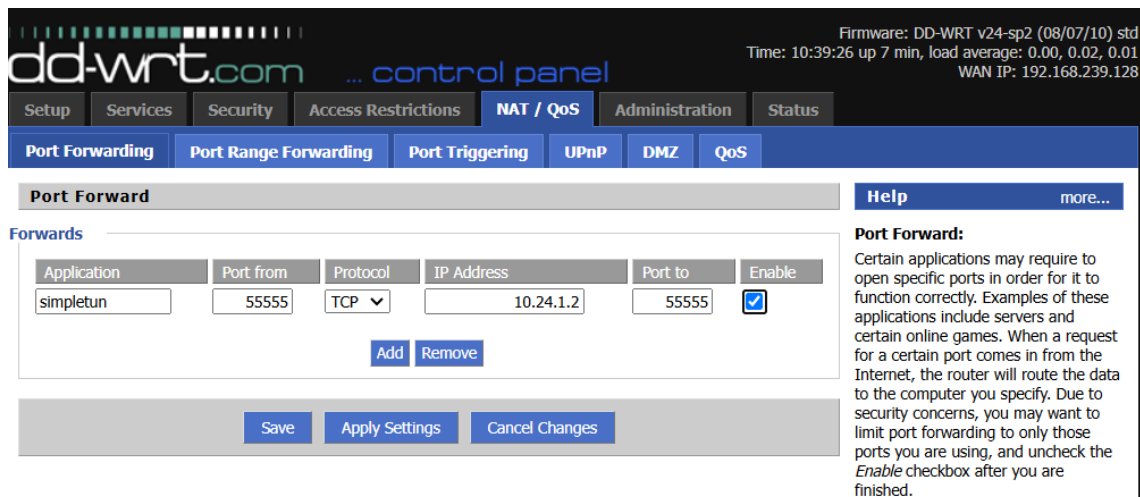 Firmware: DD-WRT v24-sp2 (08/07/10) std
Time: 10:39:26 up 7 min, load average: 0.00, 0.02, 0.01
WAN IP: 192.168.239.128
dd-wrt.com ... control panel
Setup Services Security Access Restrictions NAT / QoS Administration Status
Port Forwarding Port Range Forwarding Port Triggering UPnP DMZ QoS
Port Forward
Forwards
Application Port from Protocol IP Address Port to Enable
simpletun 55555 TCP 10.24.1.2 55555
Add Remove
Save Apply Settings Cancel Changes
Help more...
Port Forward:
Certain applications may require to
open specific ports in order for it to
function correctly. Examples of these
applications include servers and
certain online games. When a request
for a certain port comes in from the
Internet, the router will route the data
to the computer you specify. Due to
security concerns, you may want to
limit port forwarding to only those
ports you are using, and uncheck the
Enable checkbox after you are
finished.